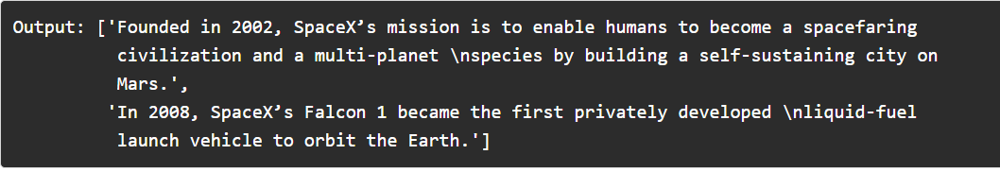 Output: ['Founded in 2002, SpaceX’s mission is to enable humans to become a spacefaring
civilization and a multi-planet \nspecies by building a self-sustaining city on
Mars.',
'In 2008, SpaceX’s Falcon 1 became the first privately developed \nliquid-fuel
launch vehicle to orbit the Earth.']